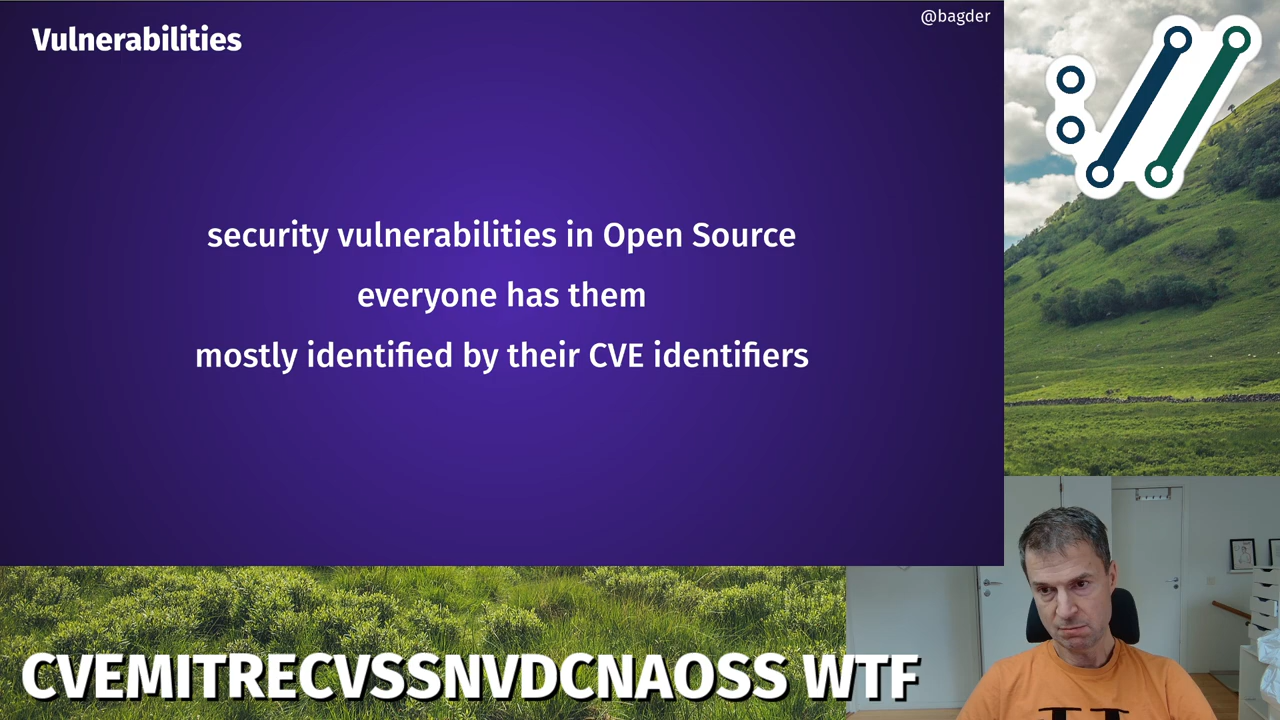 @bagder
Vulnerabilities
security vulnerabilities in Open Source
everyone has them
mostly identified by their CVE identifiers
CVEMITRECVSSNVDCNAOSS WTF